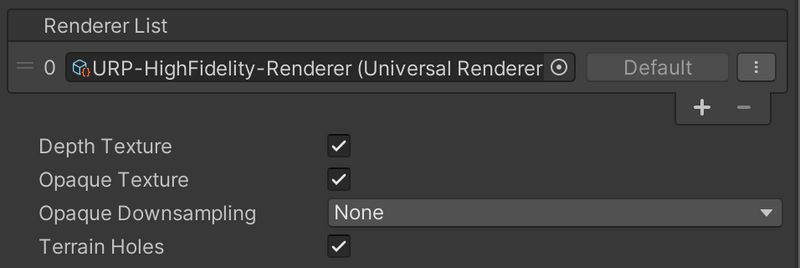 Renderer List
0 URP-HighFidelity-Renderer (Universal Renderer Default
Depth Texture
Opaque Texture
Opaque Downsampling None
Terrain Holes